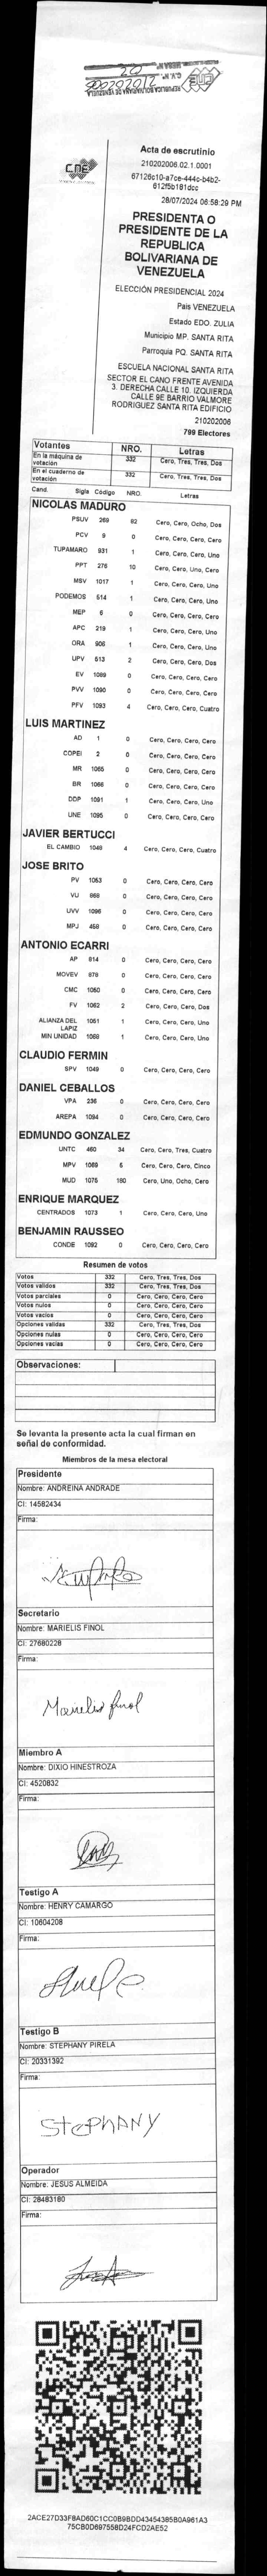 CNE
C.V. Nº. 210202006
REPUBLICA BOLIVARIANA DE VENEZUELA
CNE
Acta de escrutinio
210202006.02.1.0001
67126c10-a7ce-444c-b4b2-
612f5b181dcc
28/07/2024 06:58:29 PM
PRESIDENTA O
PRESIDENTE DE LA
REPUBLICA
BOLIVARIANA DE
VENEZUELA
ELECCIÓN PRESIDENCIAL 2024
Pais VENEZUELA
Estado EDO. ZULIA
Municipio MP. SANTA RITA
Parroquia PQ. SANTA RITA
ESCUELA NACIONAL SANTA RITA
SECTOR EL CANO FRENTE AVENIDA
3. DERECHA CALLE 10. IZQUIERDA
CALLE 9E BARRIO VALMORE
RODRIGUEZ SANTA RITA EDIFICIO
210202006
799 Electores
Votantes NRO. Letras
En la máquina de votación 332 Cero, Tres, Tres, Dos
En el cuaderno de votación 332 Cero, Tres, Tres, Dos
Cand. Sigla Código NRO. Letras
NICOLAS MADURO
PSUV 269 82 Cero, Cero, Ocho, Dos
PCV 9 0 Cero, Cero, Cero, Cero
TUPAMARO 931 1 Cero, Cero, Cero, Uno
PPT 276 10 Cero, Cero, Uno, Cero
MSV 1017 1 Cero, Cero, Cero, Uno
PODEMOS 514 1 Cero, Cero, Cero, Uno
MEP 6 0 Cero, Cero, Cero, Cero
APC 219 1 Cero, Cero, Cero, Uno
ORA 906 1 Cero, Cero, Cero, Uno
UPV 613 2 Cero, Cero, Cero, Dos
EV 1089 0 Cero, Cero, Cero, Cero
PVV 1090 0 Cero, Cero, Cero, Cero
PFV 1093 4 Cero, Cero, Cero, Cuatro
LUIS MARTINEZ
AD 1 0 Cero, Cero, Cero, Cero
COPEI 2 0 Cero, Cero, Cero, Cero
MR 1065 0 Cero, Cero, Cero, Cero
BR 1066 0 Cero, Cero, Cero, Cero
DDP 1091 1 Cero, Cero, Cero, Uno
UNE 1095 0 Cero, Cero, Cero, Cero
JAVIER BERTUCCI
EL CAMBIO 1048 4 Cero, Cero, Cero, Cuatro
JOSE BRITO
PV 1053 0 Cero, Cero, Cero, Cero
VU 868 0 Cero, Cero, Cero, Cero
UVV 1096 0 Cero, Cero, Cero, Cero
MPJ 458 0 Cero, Cero, Cero, Cero
ANTONIO ECARRI
AP 814 0 Cero, Cero, Cero, Cero
MOVEV 878 0 Cero, Cero, Cero, Cero
CMC 1050 0 Cero, Cero, Cero, Cero
FV 1062 2 Cero, Cero, Cero, Dos
ALIANZA DEL LAPIZ 1051 1 Cero, Cero, Cero, Uno
MIN UNIDAD 1068 1 Cero, Cero, Cero, Uno
CLAUDIO FERMIN
SPV 1049 0 Cero, Cero, Cero, Cero
DANIEL CEBALLOS
VPA 236 0 Cero, Cero, Cero, Cero
AREPA 1094 0 Cero, Cero, Cero, Cero
EDMUNDO GONZALEZ
UNTC 460 34 Cero, Cero, Tres, Cuatro
MPV 1069 5 Cero, Cero, Cero, Cinco
MUD 1075 180 Cero, Uno, Ocho, Cero
ENRIQUE MARQUEZ
CENTRADOS 1073 1 Cero, Cero, Cero, Uno
BENJAMIN RAUSSEO
CONDE 1092 0 Cero, Cero, Cero, Cero
Resumen de votos
Votos 332 Cero, Tres, Tres, Dos
Votos validos 332 Cero, Tres, Tres, Dos
Votos parciales 0 Cero, Cero, Cero, Cero
Votos nulos 0 Cero, Cero, Cero, Cero
Votos vacios 0 Cero, Cero, Cero, Cero
Opciones validas 332 Cero, Tres, Tres, Dos
Opciones nulas 0 Cero, Cero, Cero, Cero
Opciones vacias 0 Cero, Cero, Cero, Cero
Observaciones:
Se levanta la presente acta la cual firman en
señal de conformidad.
Miembros de la mesa electoral
Presidente
Nombre: ANDREINA ANDRADE
CI: 14582434
Firma:
Secretario
Nombre: MARIELIS FINOL
CI: 27680228
Firma:
Marielis finol
Miembro A
Nombre: DIXIO HINESTROZA
CI: 4520832
Firma:
Testigo A
Nombre: HENRY CAMARGO
CI: 10604208
Firma:
Testigo B
Nombre: STEPHANY PIRELA
CI: 20331392
Firma:
StephANY
Operador
Nombre: JESUS ALMEIDA
CI: 28483180
Firma:
2ACE27D33F8AD60C1CC0B9BDD43454385B0A961A3
75CB0D697558D24FCD2AE52